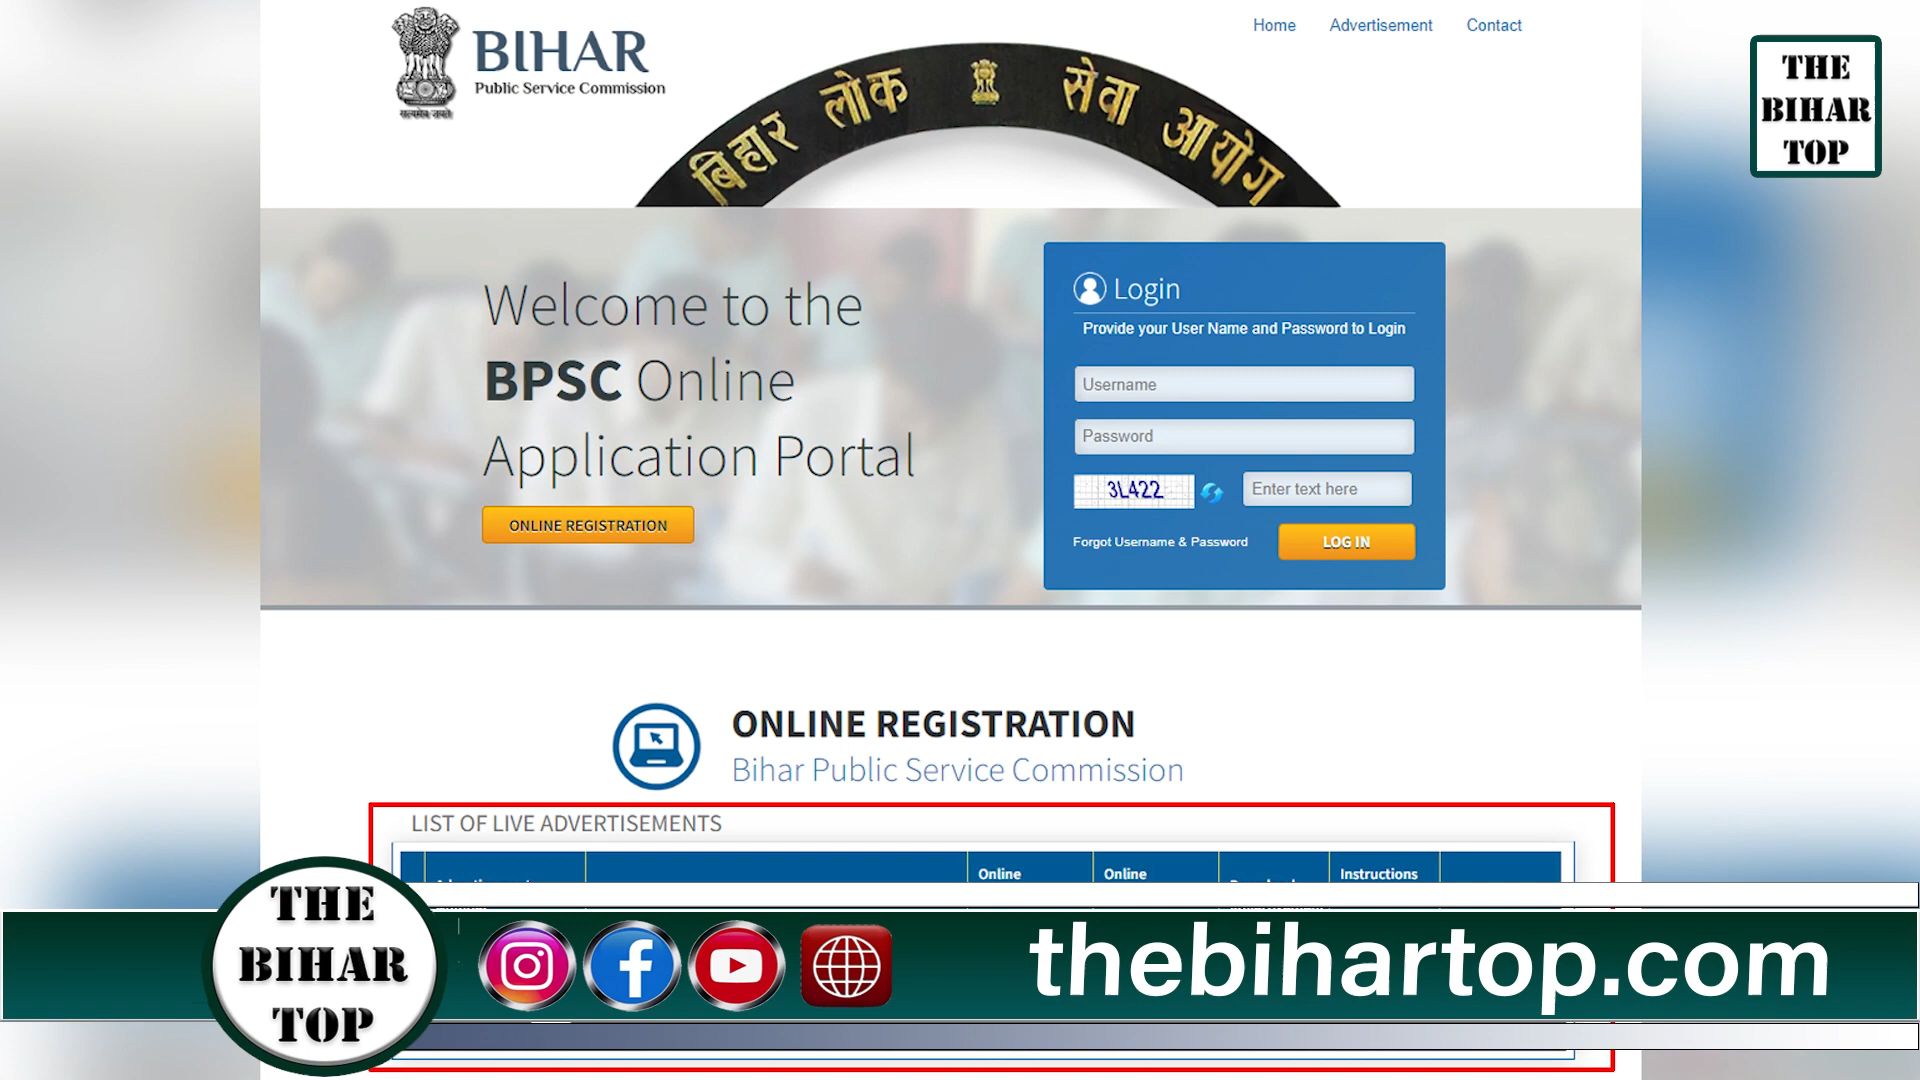 BIHAR
Public Service Commission
Home
Advertisement
Contact
बिहार लोक सेवा आयोग
THE
BIHAR
TOP
Welcome to the
BPSC Online
Application Portal
ONLINE REGISTRATION
Login
Provide your User Name and Password to Login
Username
Password
3L422
Enter text here
Forgot Username & Password
LOG IN
ONLINE REGISTRATION
Bihar Public Service Commission
LIST OF LIVE ADVERTISEMENTS
Online
Online
Instructions
THE
BIHAR
TOP
thebihartop.com